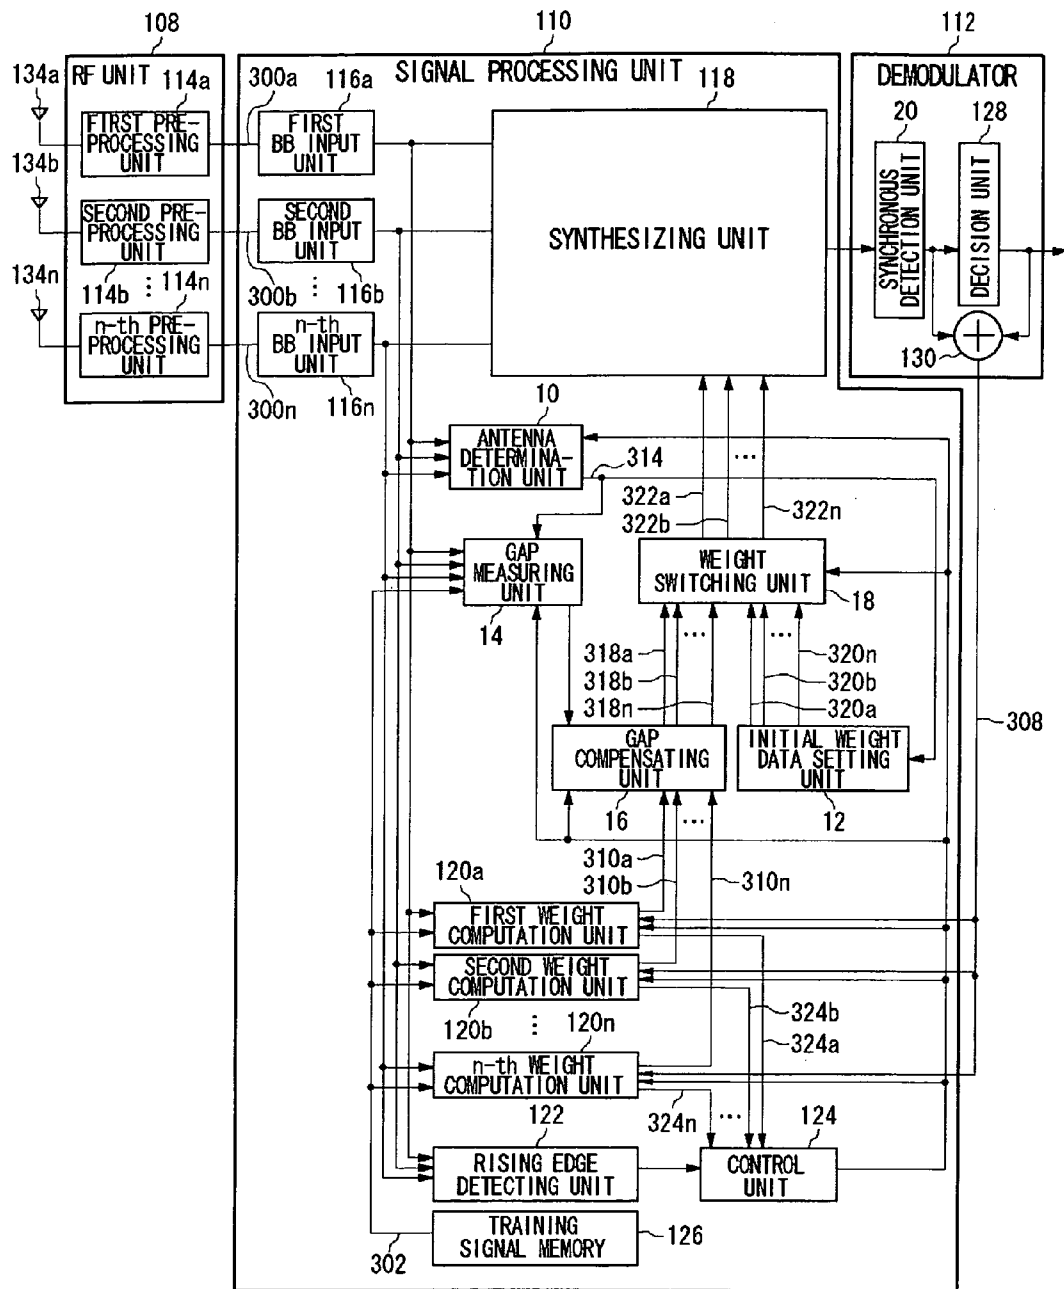 108
110
112
134a
RF UNIT
114a
300a
116a
SIGNAL PROCESSING UNIT
118
DEMODULATOR
20
128
FIRST PRE-
PROCESSING
UNIT
FIRST
BB INPUT
UNIT
134b
SECOND PRE-
PROCESSING
UNIT
SECOND
BB INPUT
UNIT
SYNTHESIZING UNIT
SYNCHRONOUS
DETECTION UNIT
DECISION UNIT
134n
114b
114n
300b
116b
n-th PRE-
PROCESSING
UNIT
n-th
BB INPUT
UNIT
130
300n
116n
10
ANTENNA
DETERMINA-
TION UNIT
314
322a
322b
322n
GAP
MEASURING
UNIT
WEIGHT
SWITCHING UNIT
14
18
318a
318b
318n
320n
320b
320a
308
GAP
COMPENSATING
UNIT
INITIAL WEIGHT
DATA SETTING
UNIT
16
12
310a
310b
310n
120a
FIRST WEIGHT
COMPUTATION UNIT
SECOND WEIGHT
COMPUTATION UNIT
120b
120n
324b
324a
n-th WEIGHT
COMPUTATION UNIT
324n
122
124
RISING EDGE
DETECTING UNIT
CONTROL
UNIT
TRAINING
SIGNAL MEMORY
126
302